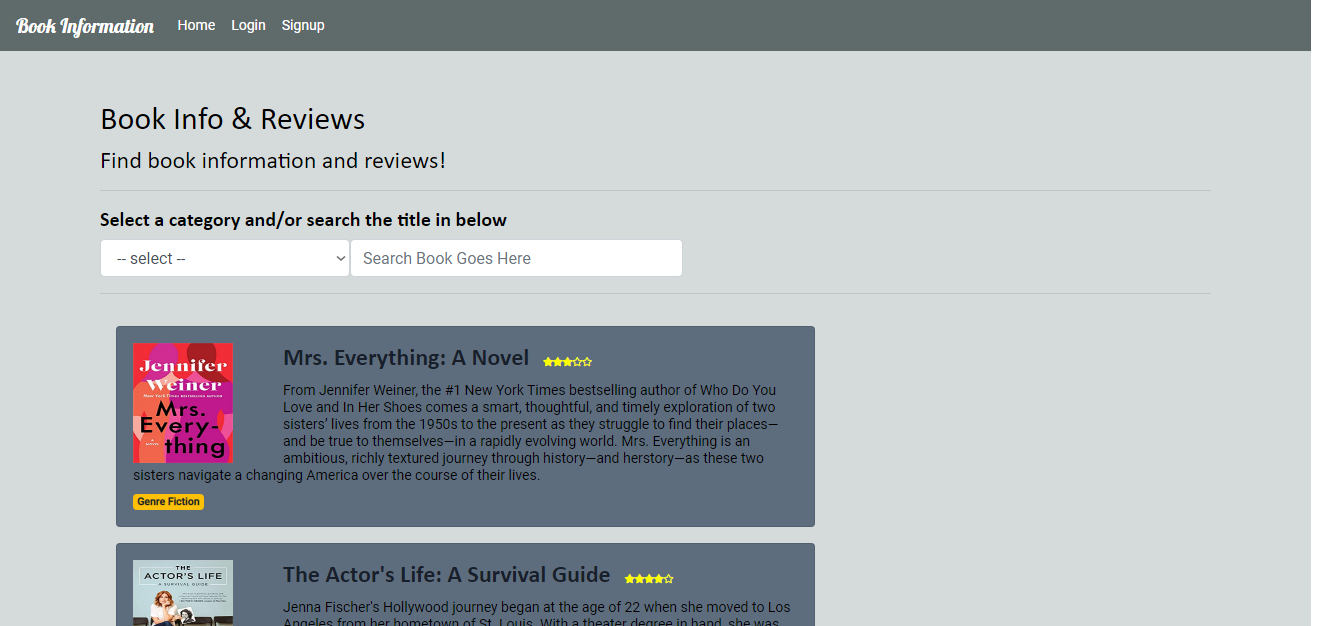 Book Information Home Login Signup
Book Info & Reviews
Find book information and reviews!
Select a category and/or search the title in below
-- select -- Search Book Goes Here
Jennifer
Weiner
Mrs.
Every-
thing
Mrs. Everything: A Novel
From Jennifer Weiner, the #1 New York Times bestselling author of Who Do You
Love and In Her Shoes comes a smart, thoughtful, and timely exploration of two
sisters’ lives from the 1950s to the present as they struggle to find their places—
and be true to themselves—in a rapidly evolving world. Mrs. Everything is an
ambitious, richly textured journey through history—and herstory—as these two
sisters navigate a changing America over the course of their lives.
Genre Fiction
THE
ACTOR'S LIFE
A SURVIVAL GUIDE
The Actor's Life: A Survival Guide
Jenna Fischer's Hollywood journey began at the age of 22 when she moved to Los
Angeles from her hometown of St. Louis. With a theater degree in hand, she was